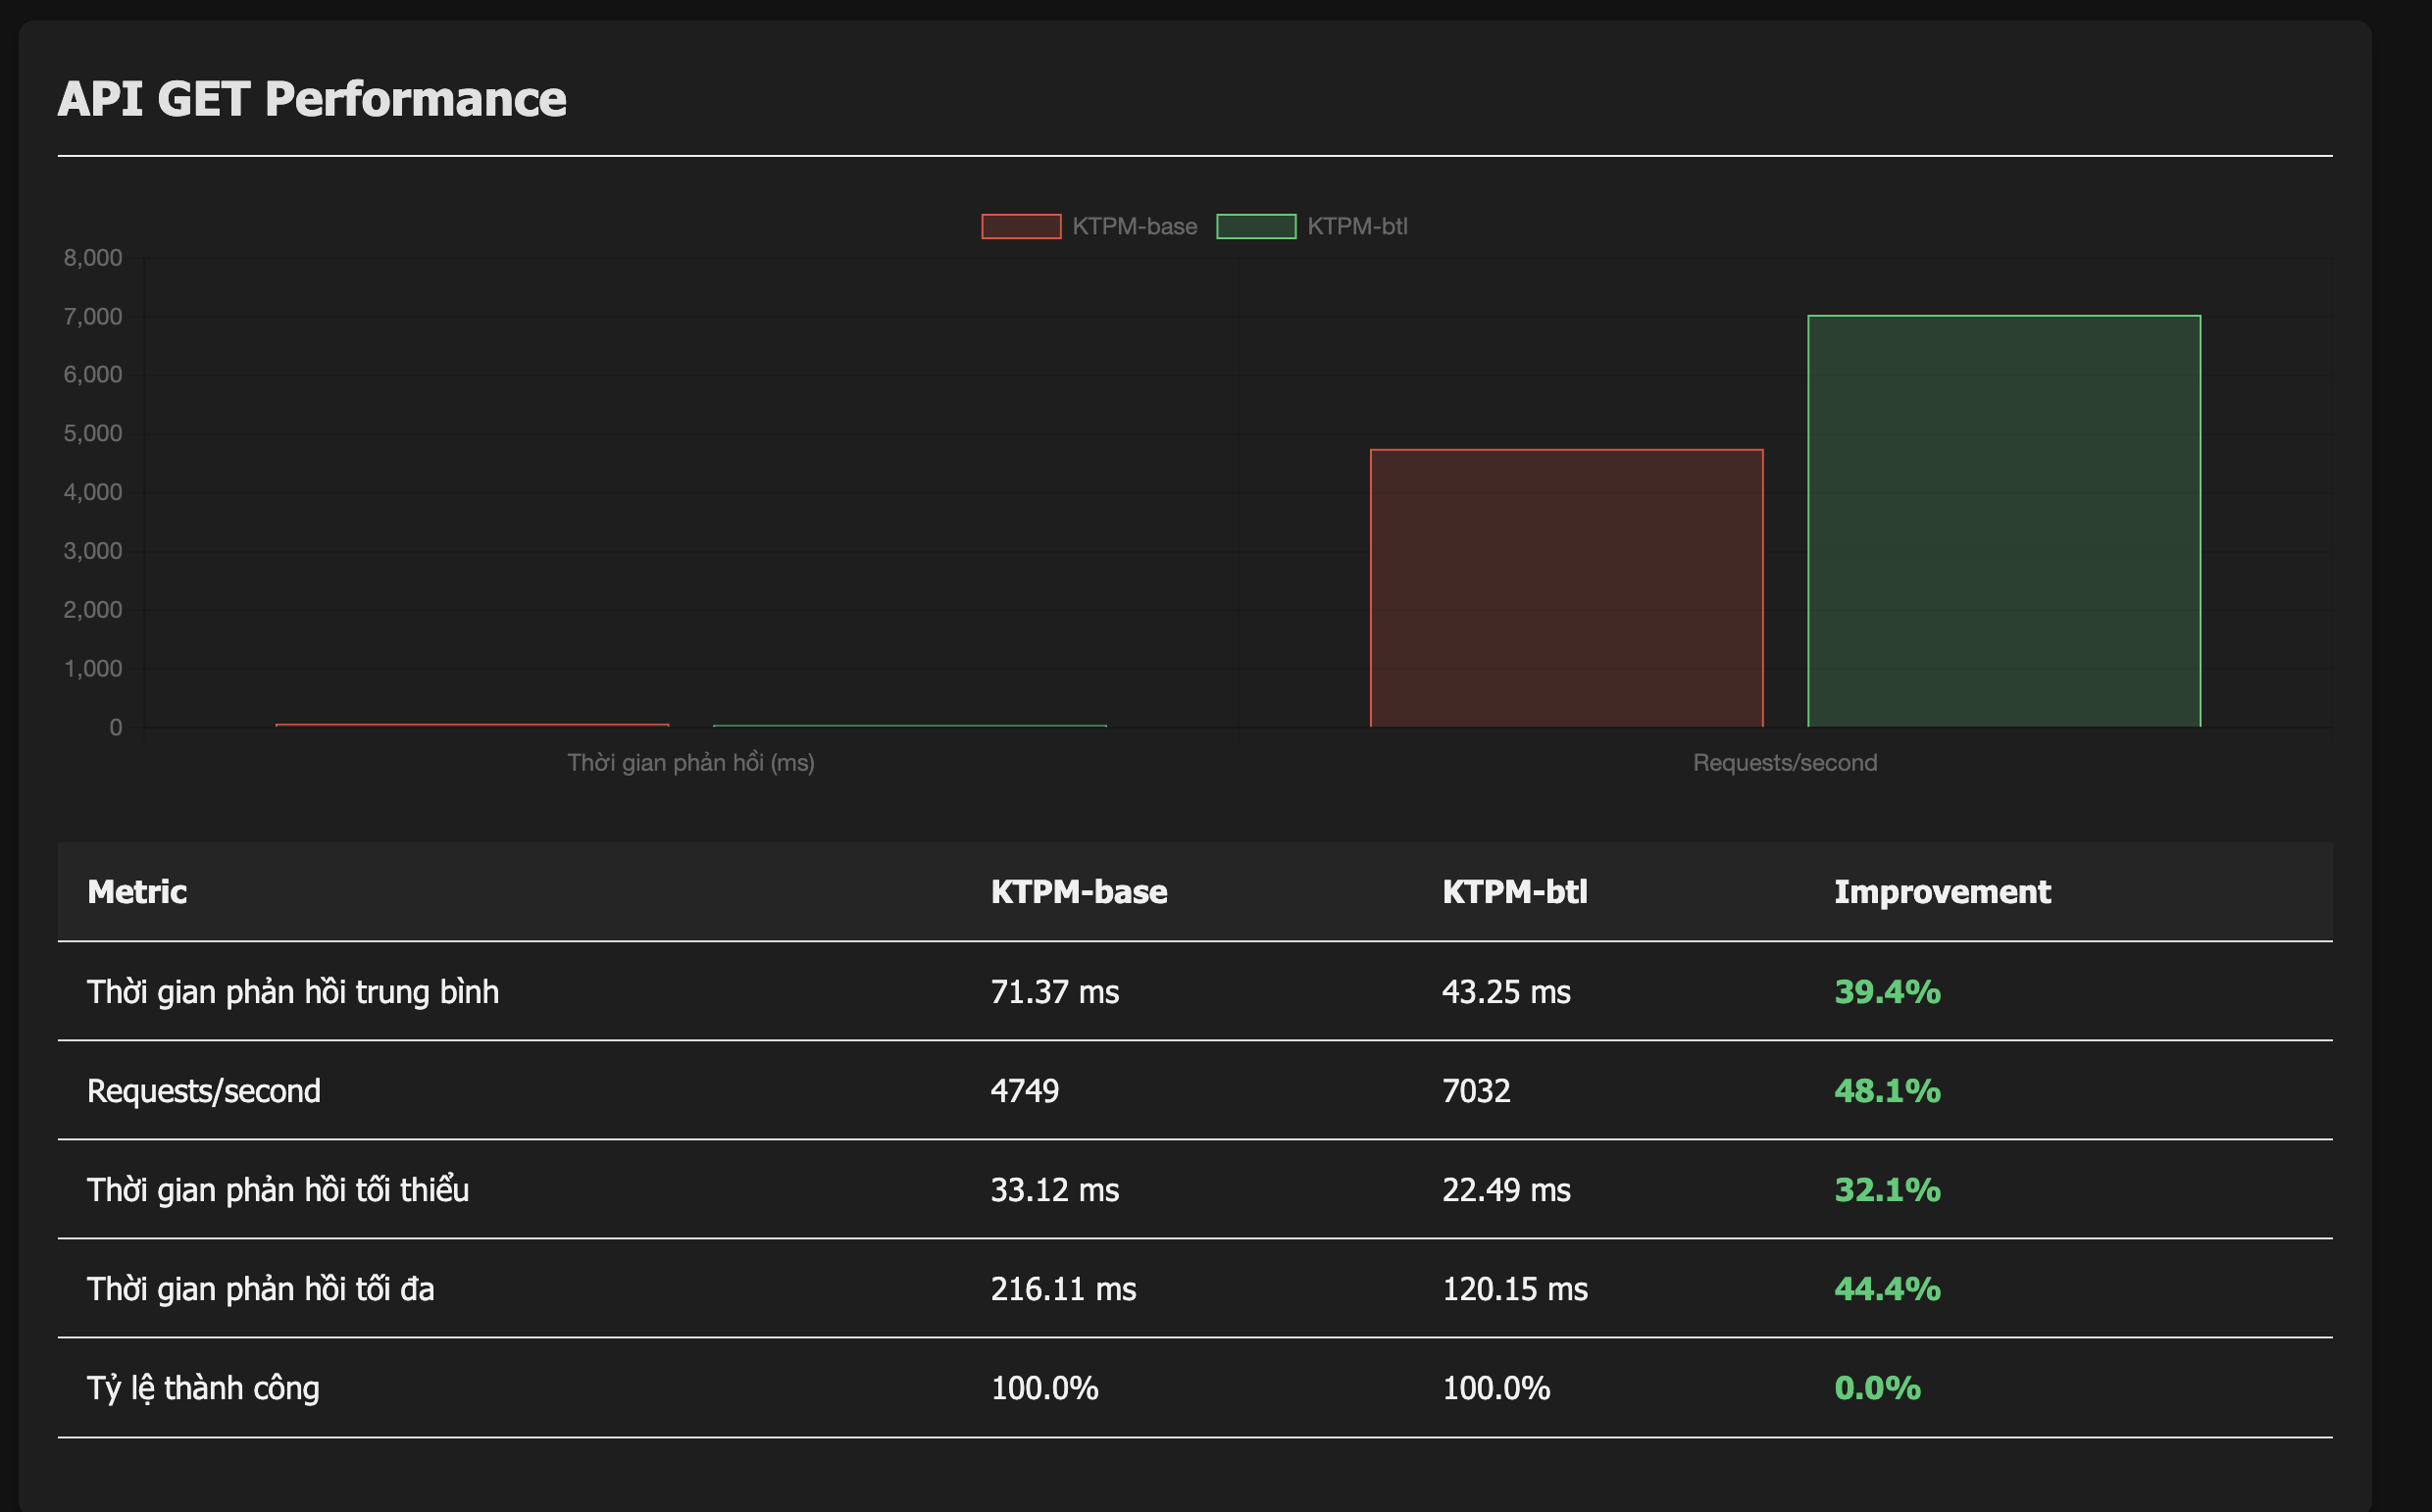 API GET Performance
KTPM-base KTPM-btl
8,000
7,000
6,000
5,000
4,000
3,000
2,000
1,000
0
Thời gian phản hồi (ms) Requests/second
Metric KTPM-base KTPM-btl Improvement
Thời gian phản hồi trung bình 71.37 ms 43.25 ms 39.4%
Requests/second 4749 7032 48.1%
Thời gian phản hồi tối thiểu 33.12 ms 22.49 ms 32.1%
Thời gian phản hồi tối đa 216.11 ms 120.15 ms 44.4%
Tỷ lệ thành công 100.0% 100.0% 0.0%